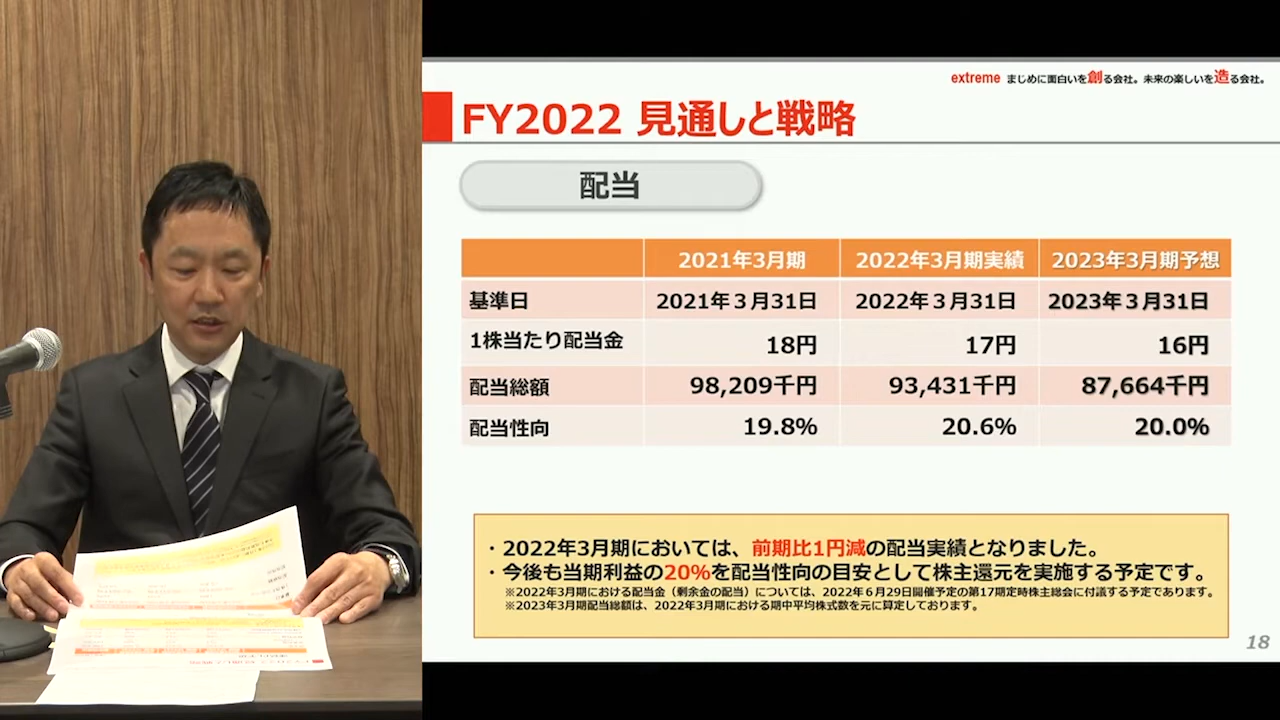 extreme まじめに面白いを創る会社。未来の楽しいを造る会社。
FY2022 見通しと戦略
配当
2021年3月期 2022年3月期実績 2023年3月期予想
基準日 2021年３月31日 2022年３月31日 2023年３月31日
1株当たり配当金 18円 17円 16円
配当総額 98,209千円 93,431千円 87,664千円
配当性向 19.8% 20.6% 20.0%
・2022年3月期においては、前期比1円減の配当実績となりました。
・今後も当期利益の20%を配当性向の目安として株主還元を実施する予定です。
※2022年3月期における配当金（剰余金の配当）については、2022年６月29日開催予定の第17期定時株主総会に付議する予定であります。
※2023年3月期配当総額は、2022年3月期における期中平均株式数を元に算定しております。
18